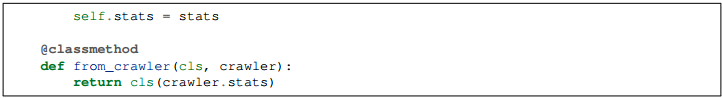 self.stats = stats
    @classmethod
    def from_crawler(cls, crawler):
        return cls(crawler.stats)